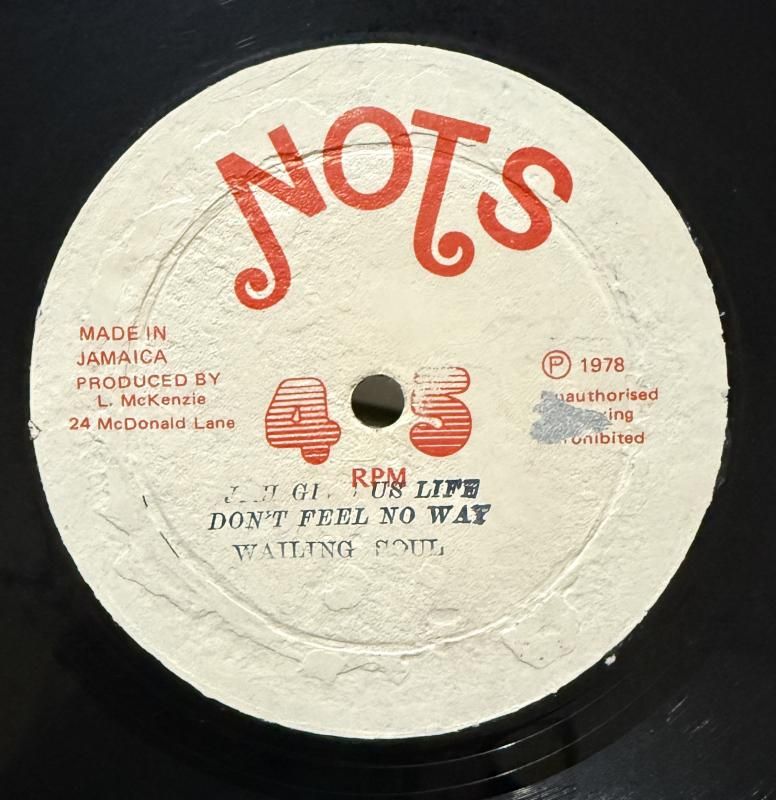 NOTS
MADE IN
JAMAICA
PRODUCED BY
L. McKenzie
24 McDonald Lane
45
RPM
Ⓟ 1978
US LIFE
DON'T FEEL NO WAY
WAILING SOUL